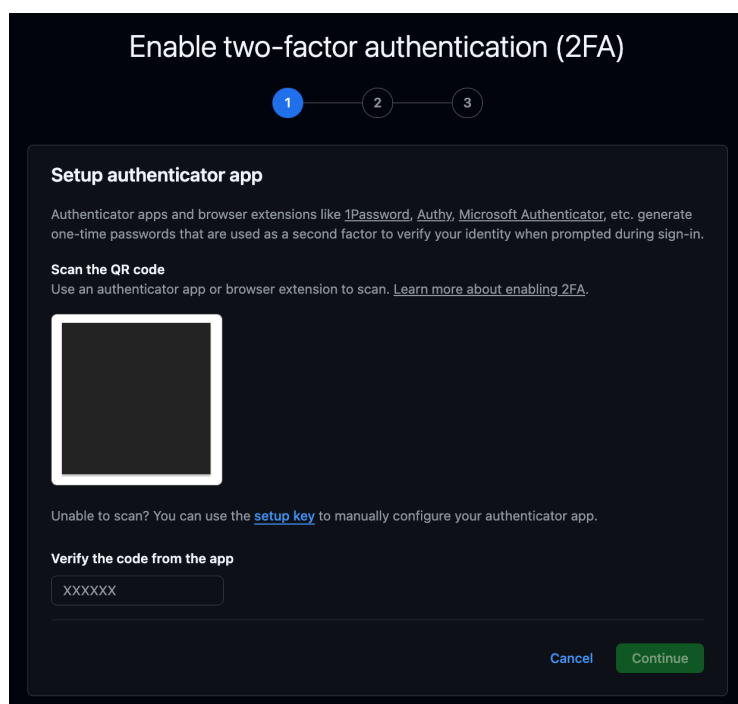 Enable two-factor authentication (2FA)
1 2 3
Setup authenticator app
Authenticator apps and browser extensions like 1Password, Authy, Microsoft Authenticator, etc. generate
one-time passwords that are used as a second factor to verify your identity when prompted during sign-in.
Scan the QR code
Use an authenticator app or browser extension to scan. Learn more about enabling 2FA.
Unable to scan? You can use the setup key to manually configure your authenticator app.
Verify the code from the app
XXXXXX
Cancel Continue